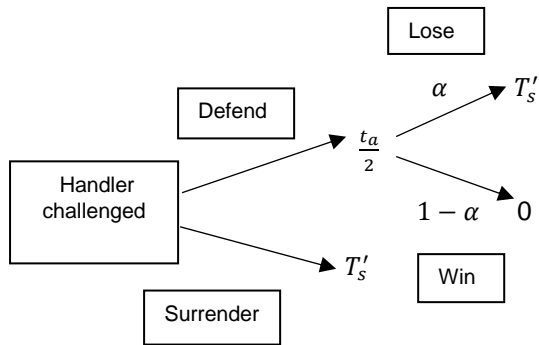 Lose
α
T′ₛ
Defend
tₐ/2
Handler
challenged
1 − α
0
T′ₛ
Win
Surrender